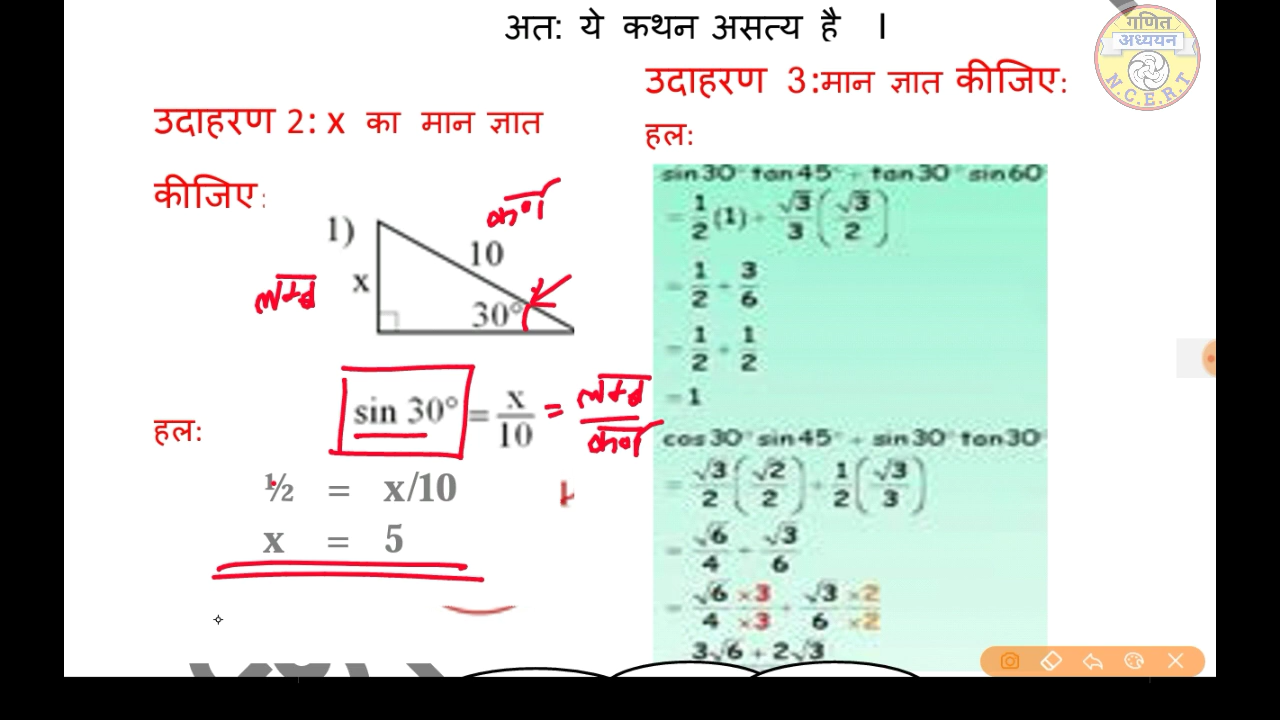 अत: ये कथन असत्य है ।
गणित
अध्ययन
N.C.E.R.T
उदाहरण 2: x का मान ज्ञात
कीजिए:
1)
कर्ण
10
लम्ब
x
30°
sin 30° = x/10 = लम्ब/कर्ण
हल:
½ = x/10
x = 5
उदाहरण 3:मान ज्ञात कीजिए:
हल:
sin30° tan45° + tan30° sin60
= 1/2 (1) + √3/3 (√3/2)
= 1/2 + 3/6
= 1/2 + 1/2
= 1
cos30° sin45° + sin30° tan30°
= √3/2 (√2/2) + 1/2 (√3/3)
= √6/4 + √3/6
= √6/4 ×3/×3 + √3/6 ×2/×2
3√6 + 2√3